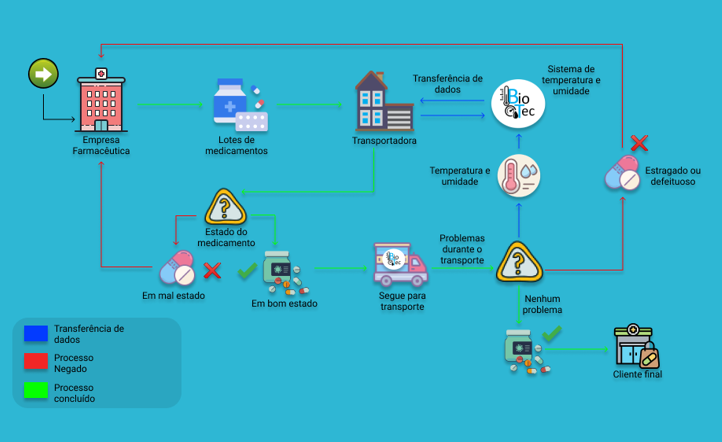 Empresa
Farmacêutica
Lotes de
medicamentos
Transportadora
Transferência de
dados
Bio
Tec
Sistema de
temperatura e
umidade
Temperatura e
umidade
Estragado ou
defeituoso
Estado do
medicamento
Em mal estado
Em bom estado
Bio
Tec
Segue para
transporte
Problemas
durante o
transporte
Nenhum
problema
Cliente final
Transferência de
dados
Processo
Negado
Processo
concluído